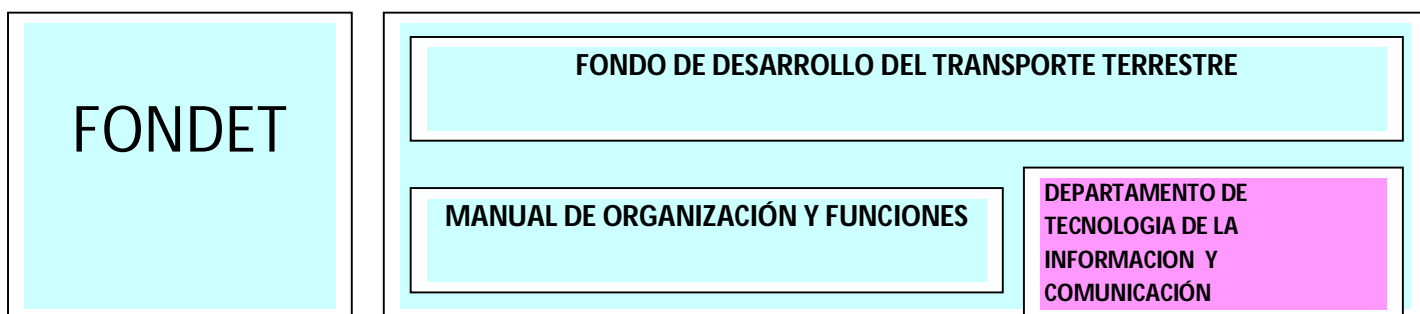 FONDET
FONDO DE DESARROLLO DEL TRANSPORTE TERRESTRE
MANUAL DE ORGANIZACIÓN Y FUNCIONES
DEPARTAMENTO DE
TECNOLOGIA DE LA
INFORMACION Y
COMUNICACIÓN